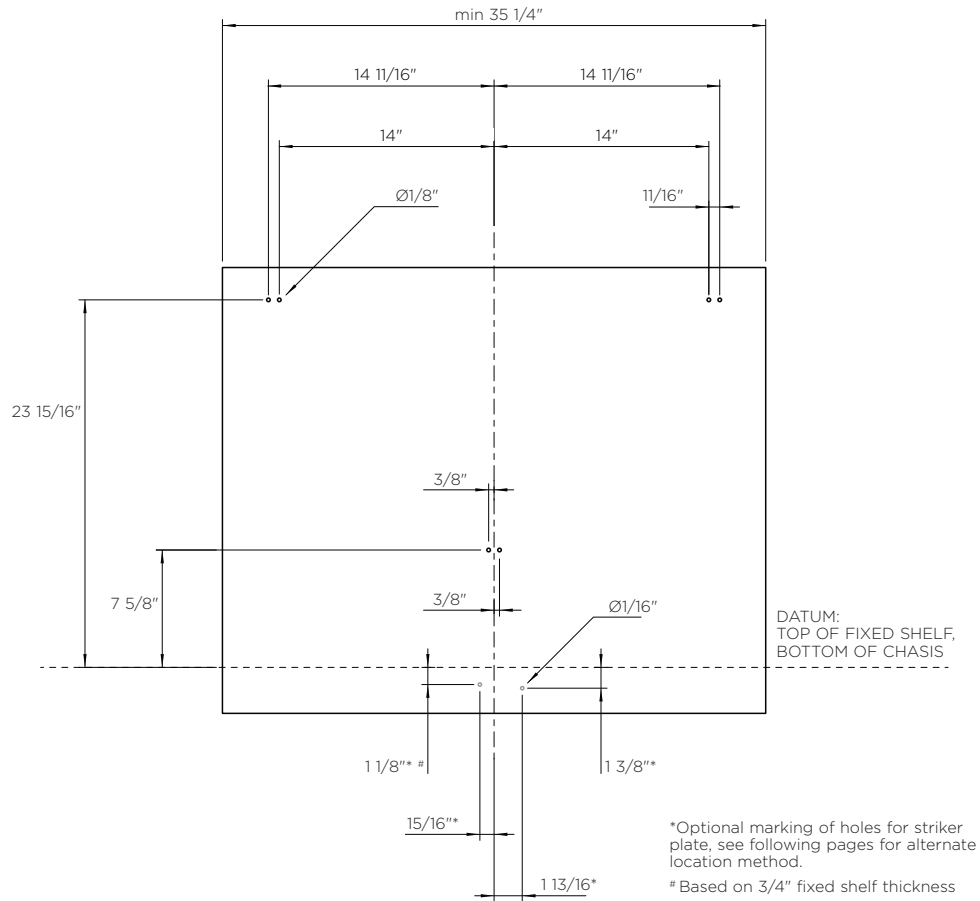 min 35 1/4"
14 11/16"
14 11/16"
14"
14"
Ø1/8"
11/16"
23 15/16"
3/8"
7 5/8"
3/8"
Ø1/16"
DATUM:
TOP OF FIXED SHELF,
BOTTOM OF CHASIS
1 1/8"* #
1 3/8"*
15/16"*
1 13/16"*
*Optional marking of holes for striker
plate, see following pages for alternate
location method.
# Based on 3/4" fixed shelf thickness